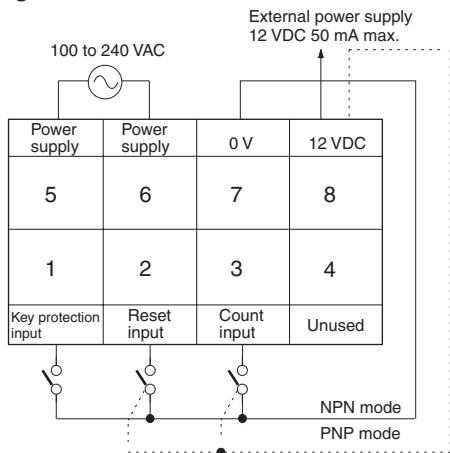 External power supply
12 VDC 50 mA max.
100 to 240 VAC
Power supply
Power supply
0 V
12 VDC
5
6
7
8
1
2
3
4
Key protection input
Reset input
Count input
Unused
NPN mode
PNP mode